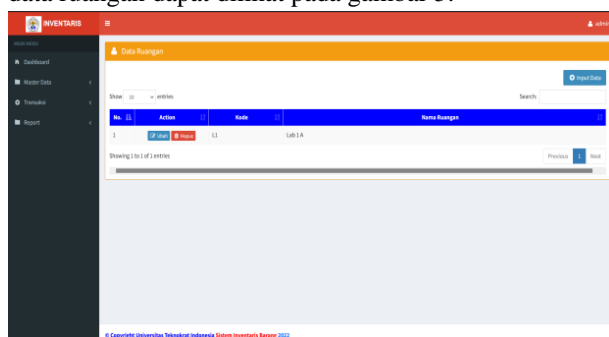 data ruangan dapat dilihat pada gambar 5.
INVENTARIS
admin
MAIN MENU
Data Ruangan
Dashboard
Master Data
Input Data
Show 10 entries
Search:
Transaksi
No. Action Kode Nama Ruangan
Report
1 Ubah Hapus L1 Lab 1 A
Showing 1 to 1 of 1 entries
Previous 1 Next
© Copyright Universitas Teknokrat Indonesia Sistem Inventaris Barang 2022